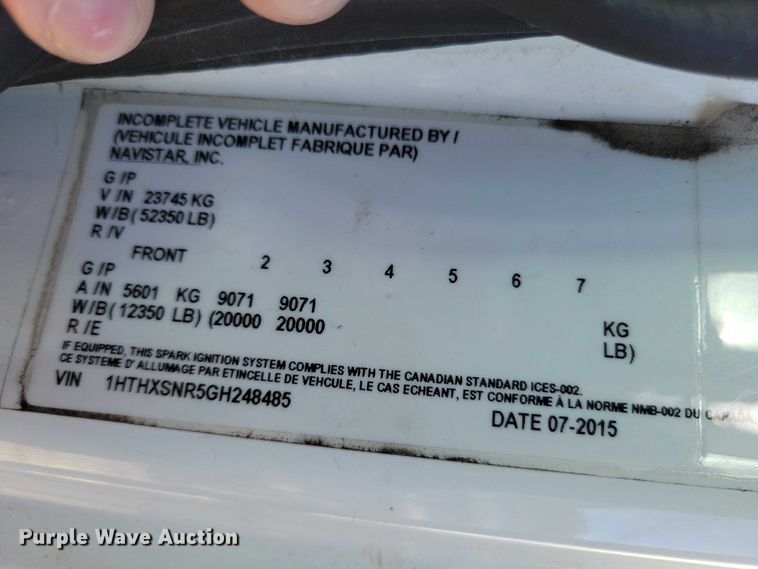 INCOMPLETE VEHICLE MANUFACTURED BY /
(VEHICULE INCOMPLET FABRIQUE PAR)
NAVISTAR, INC.
G /P
V /N 23745 KG
W/B( 52350 LB)
R /V
FRONT 2 3 4 5 6 7
G /P
A /N 5601 KG 9071 9071 KG
W/B( 12350 LB) (20000 20000 LB)
R /E
IF EQUIPPED, THIS SPARK IGNITION SYSTEM COMPLIES WITH THE CANADIAN STANDARD ICES-002.
CE SYSTEME D' ALLUMAGE PAR ETINCELLE DE VEHCULE, LE CAS ECHEANT, EST CONFORME À LA NORME NMB-002 DU CANADA.
VIN 1HTHXSNR5GH248485 DATE 07-2015
Purple Wave Auction